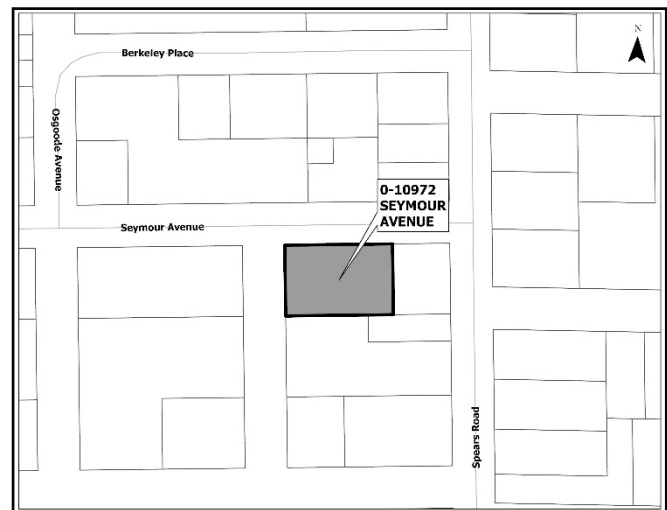 N
Berkeley Place
Osgoode Avenue
0-10972
SEYMOUR
AVENUE
Seymour Avenue
Spears Road